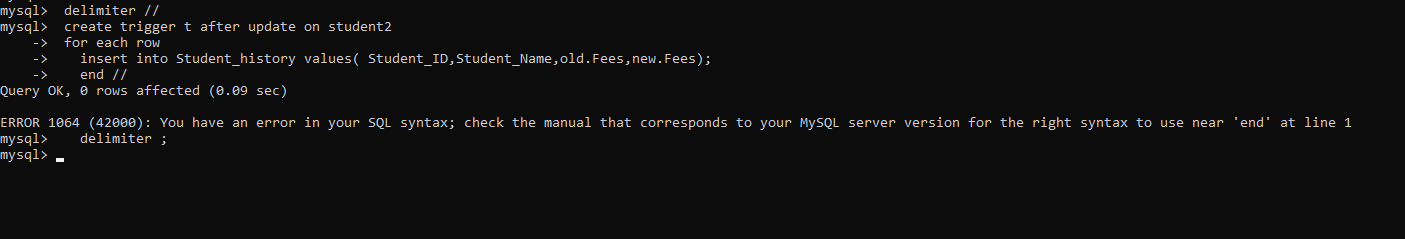 mysql>  delimiter //
mysql>  create trigger t after update on student2
    ->  for each row
    ->    insert into Student_history values( Student_ID,Student_Name,old.Fees,new.Fees);
    ->    end //
Query OK, 0 rows affected (0.09 sec)
ERROR 1064 (42000): You have an error in your SQL syntax; check the manual that corresponds to your MySQL server version for the right syntax to use near 'end' at line 1
mysql>    delimiter ;
mysql>